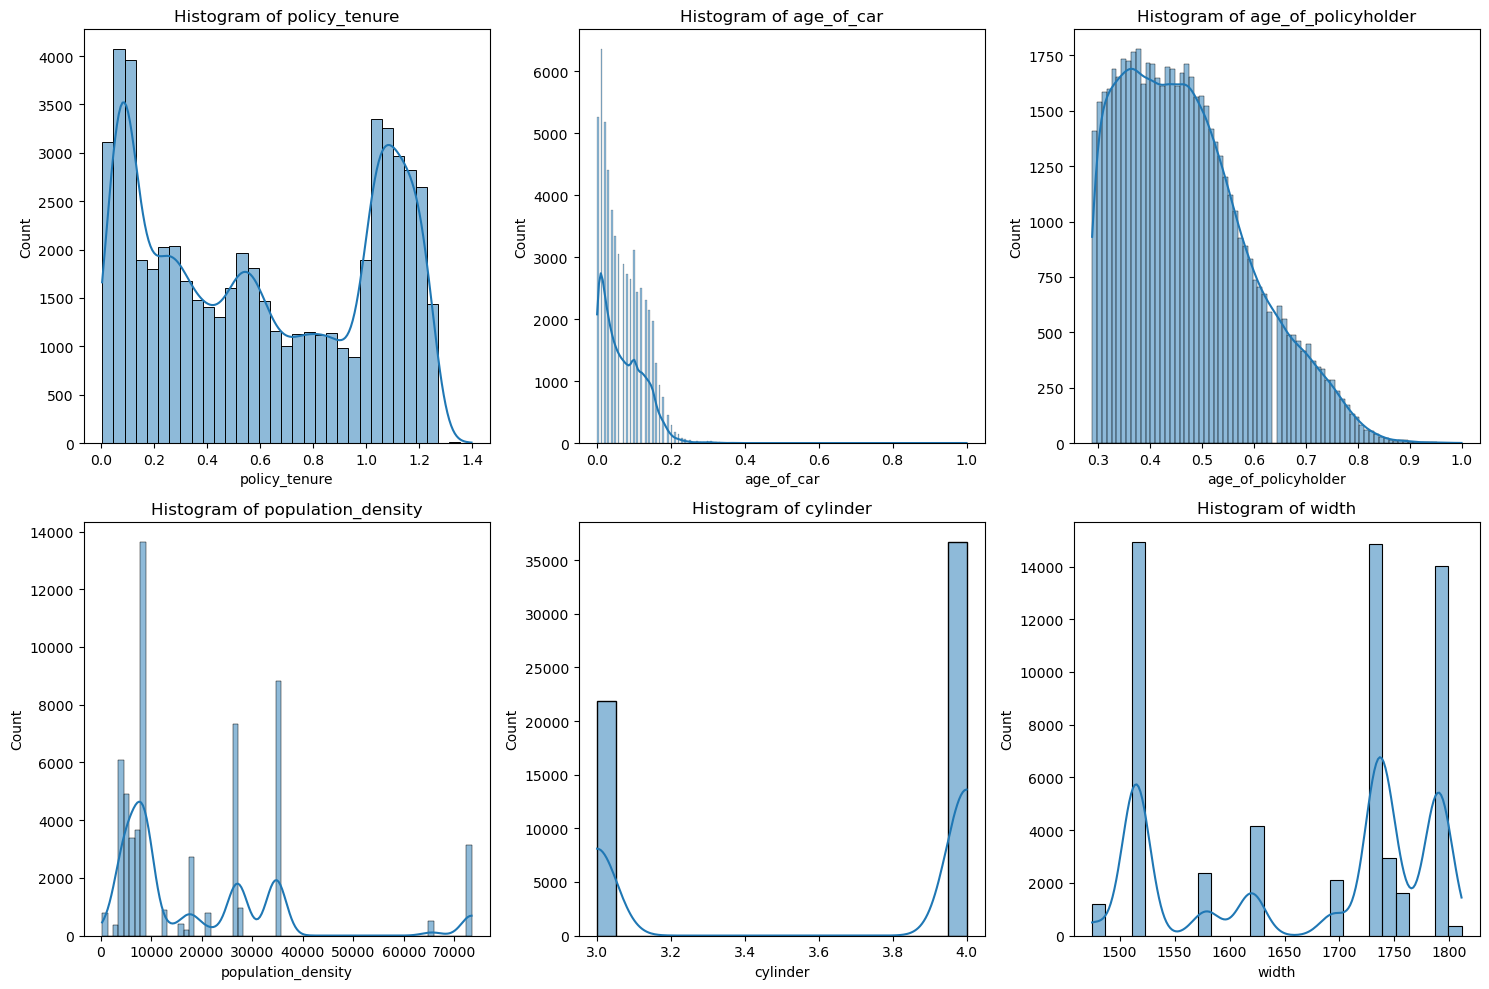 Histogram of policy_tenure
4000
3500
3000
2500
2000
1500
1000
500
0
Count
0.0 0.2 0.4 0.6 0.8 1.0 1.2 1.4
policy_tenure
Histogram of age_of_car
6000
5000
4000
3000
2000
1000
0
Count
0.0 0.2 0.4 0.6 0.8 1.0
age_of_car
Histogram of age_of_policyholder
1750
1500
1250
1000
750
500
250
0
Count
0.3 0.4 0.5 0.6 0.7 0.8 0.9 1.0
age_of_policyholder
Histogram of population_density
14000
12000
10000
8000
6000
4000
2000
0
Count
0 10000 20000 30000 40000 50000 60000 70000
population_density
Histogram of cylinder
35000
30000
25000
20000
15000
10000
5000
0
Count
3.0 3.2 3.4 3.6 3.8 4.0
cylinder
Histogram of width
14000
12000
10000
8000
6000
4000
2000
0
Count
1500 1550 1600 1650 1700 1750 1800
width